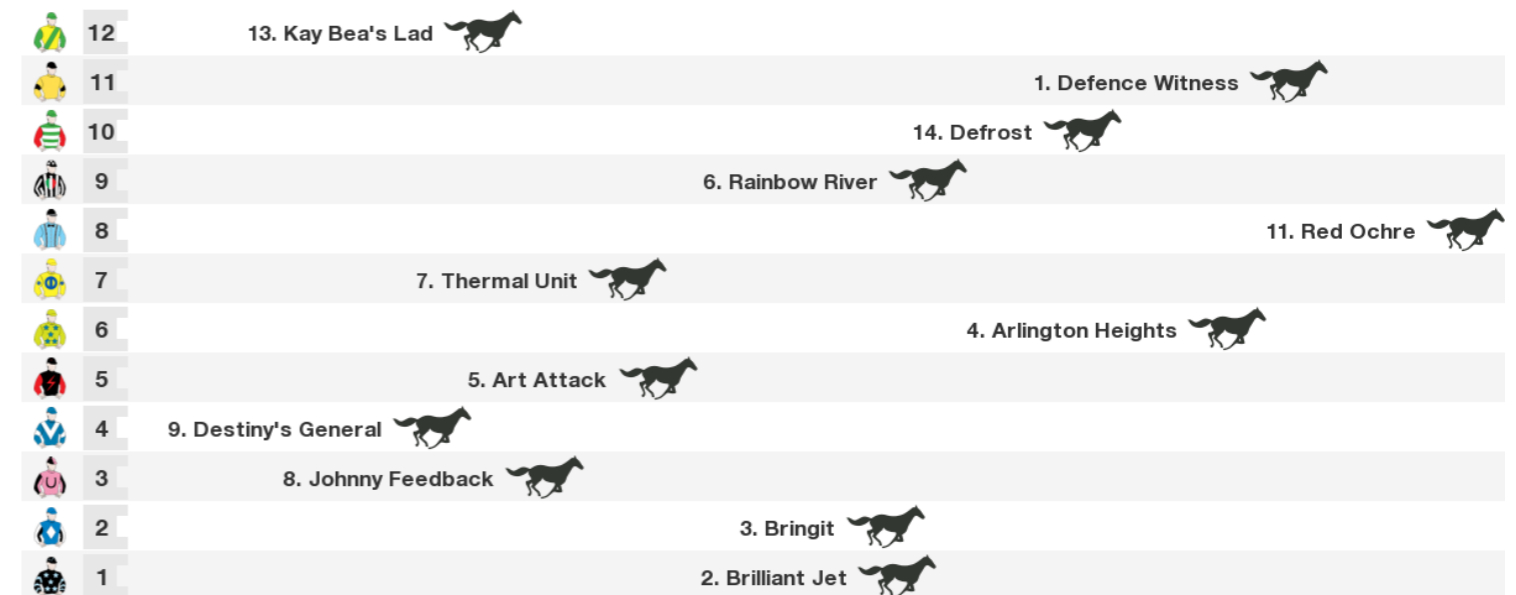 12 13. Kay Bea's Lad
11 1. Defence Witness
10 14. Defrost
9 6. Rainbow River
8 11. Red Ochre
7 7. Thermal Unit
6 4. Arlington Heights
5 5. Art Attack
4 9. Destiny's General
3 8. Johnny Feedback
2 3. Bringit
1 2. Brilliant Jet